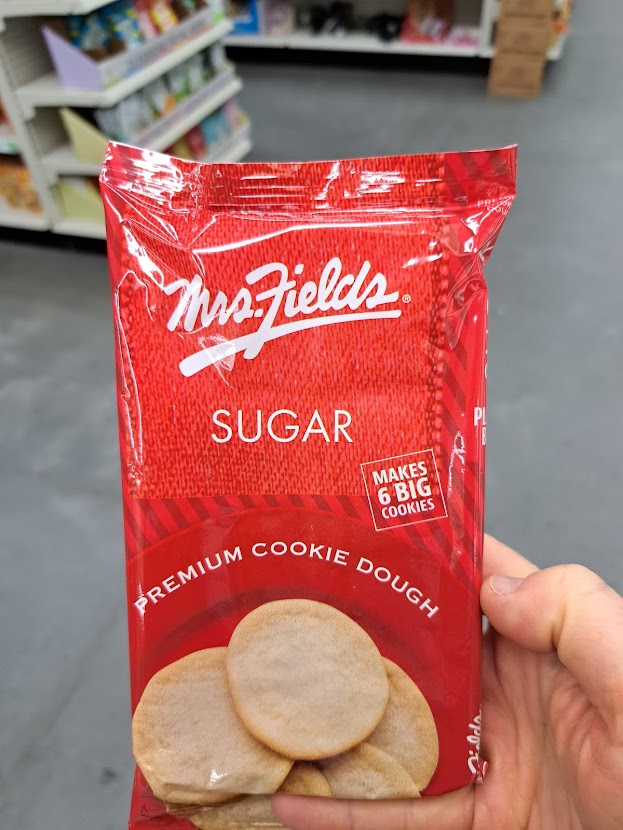 Mrs. Fields®
SUGAR
MAKES
6 BIG
COOKIES
PREMIUM COOKIE DOUGH